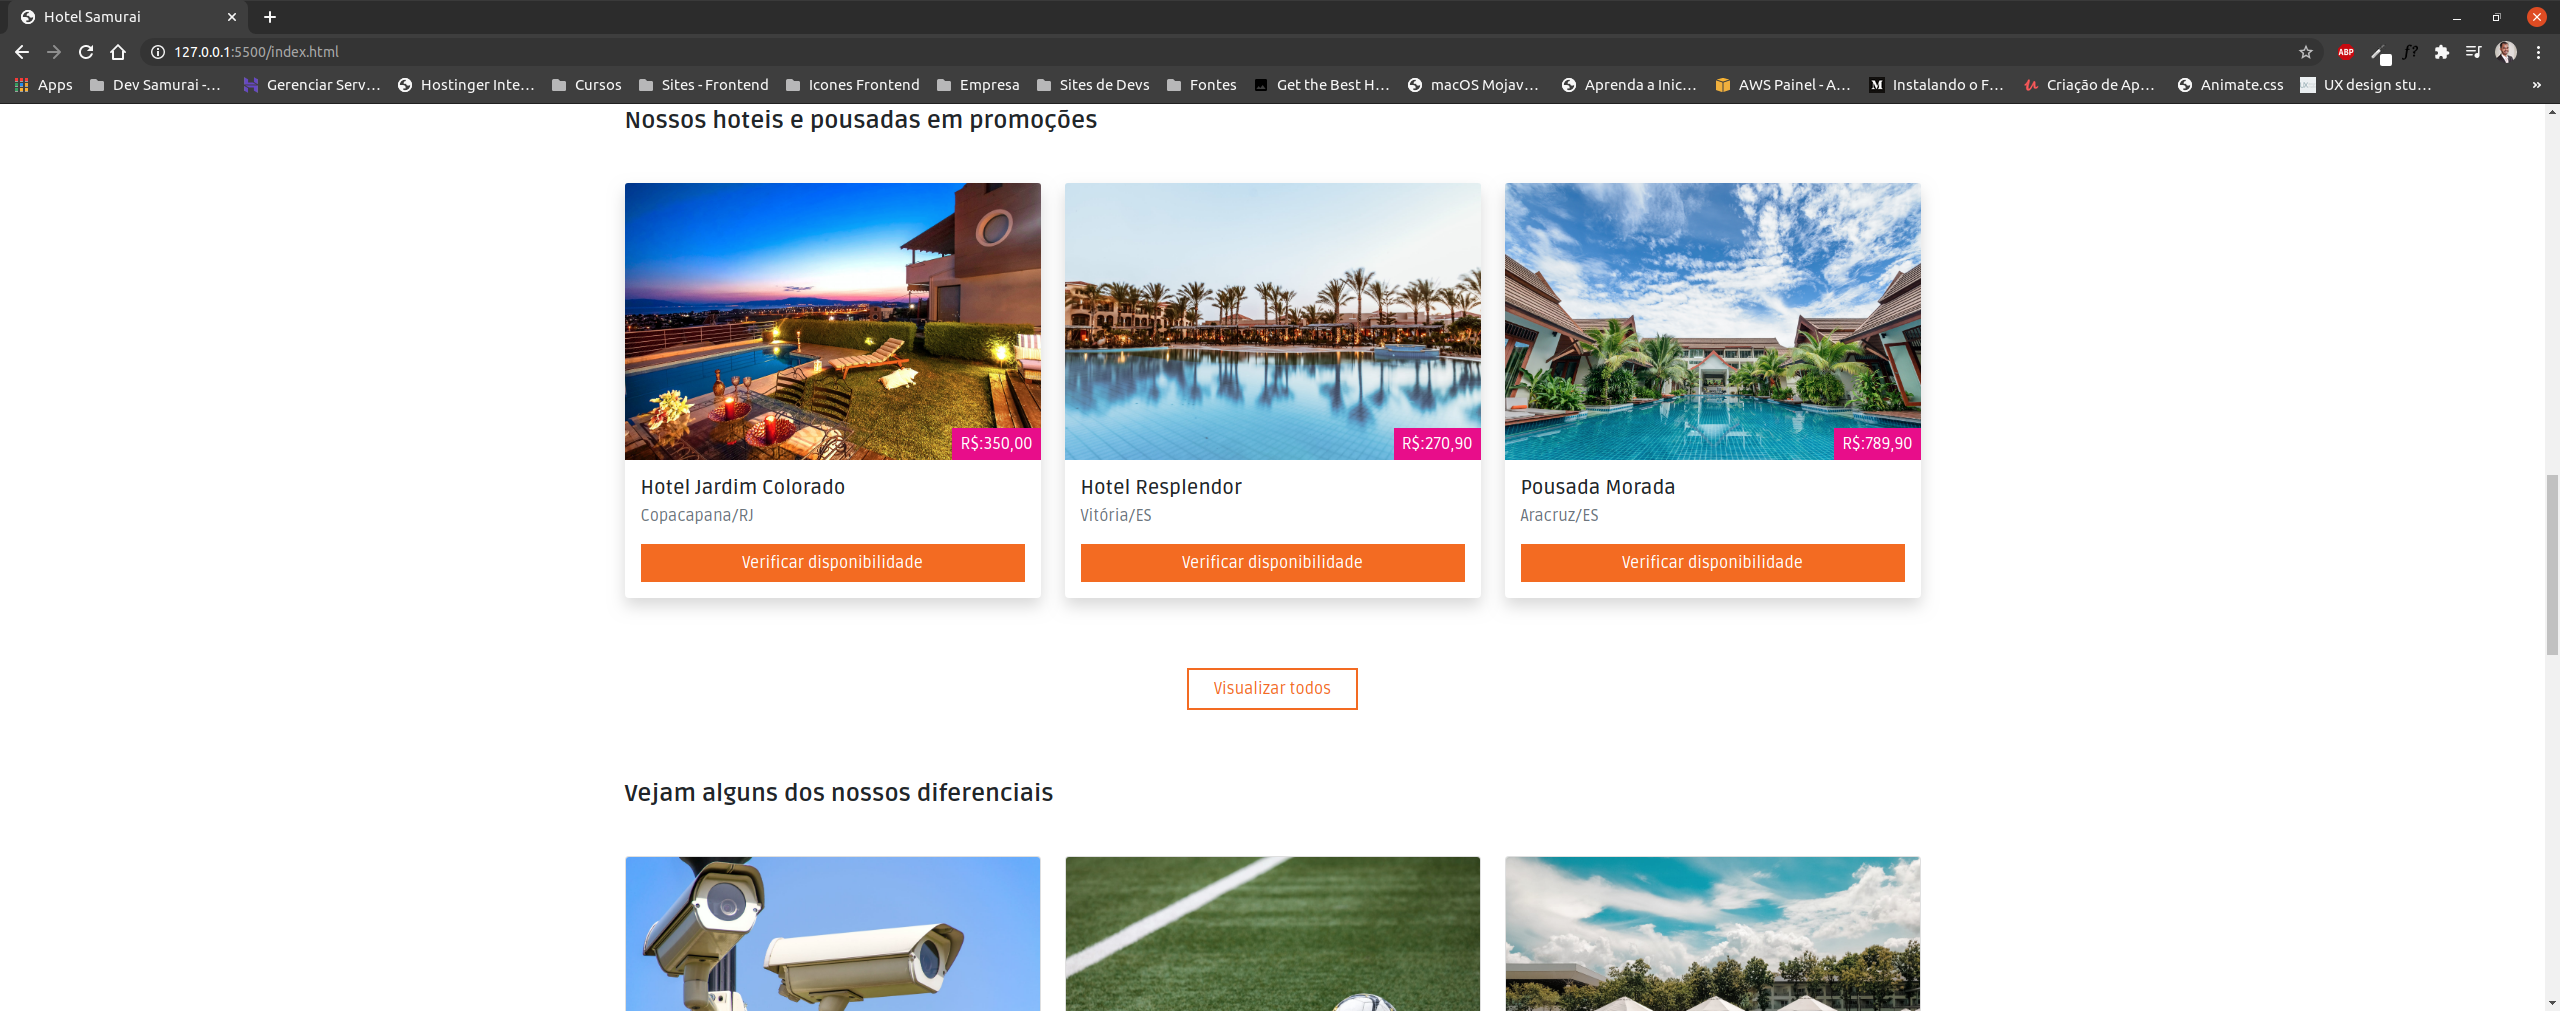 Hotel Samurai
127.0.0.1:5500/index.html
ABP
f?
Apps
Dev Samurai -...
Gerenciar Serv...
Hostinger Inte...
Cursos
Sites - Frontend
Icones Frontend
Empresa
Sites de Devs
Fontes
Get the Best H...
macOS Mojav...
Aprenda a Inic...
AWS Painel - A...
M
Instalando o F...
Criação de Ap...
Animate.css
UX design stu...
Nossos hoteis e pousadas em promoções
R$:350,00
R$:270,90
R$:789,90
Hotel Jardim Colorado
Copacapana/RJ
Verificar disponibilidade
Hotel Resplendor
Vitória/ES
Verificar disponibilidade
Pousada Morada
Aracruz/ES
Verificar disponibilidade
Visualizar todos
Vejam alguns dos nossos diferenciais